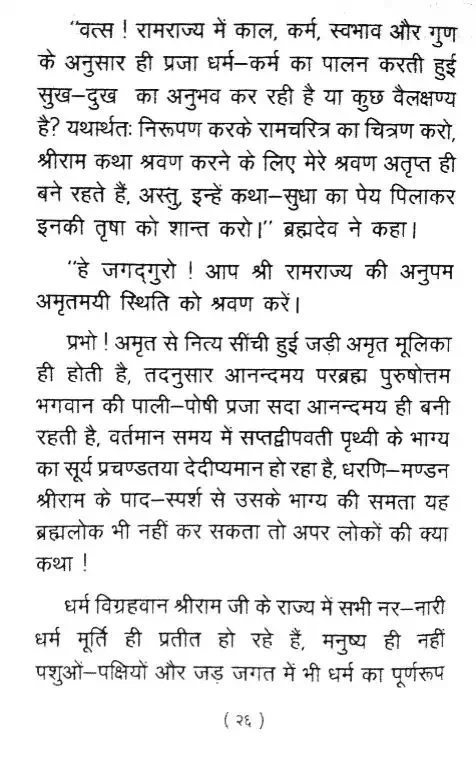 "वत्स ! रामराज्य में काल, कर्म, स्वभाव और गुण
के अनुसार ही प्रजा धर्म–कर्म का पालन करती हुई
सुख–दुख का अनुभव कर रही है या कुछ वैलक्षण्य
है? यथार्थतः निरूपण करके रामचरित्र का चित्रण करो,
श्रीराम कथा श्रवण करने के लिए मेरे श्रवण अतृप्त ही
बने रहते हैं, अस्तु, इन्हें कथा–सुधा का पेय पिलाकर
इनकी तृषा को शान्त करो।" ब्रह्मदेव ने कहा।
"हे जगद्गुरो ! आप श्री रामराज्य की अनुपम
अमृतमयी स्थिति को श्रवण करें।
प्रभो ! अमृत से नित्य सींची हुई जड़ी अमृत मूलिका
ही होती है, तदनुसार आनन्दमय परब्रह्म पुरुषोत्तम
भगवान की पाली–पोषी प्रजा सदा आनन्दमय ही बनी
रहती है, वर्तमान समय में सप्तद्वीपवती पृथ्वी के भाग्य
का सूर्य प्रचण्डतया देदीप्यमान हो रहा है, धरणि–मण्डन
श्रीराम के पाद–स्पर्श से उसके भाग्य की समता यह
ब्रह्मलोक भी नहीं कर सकता तो अपर लोकों की क्या
कथा !
धर्म विग्रहवान श्रीराम जी के राज्य में सभी नर–नारी
धर्म मूर्ति ही प्रतीत हो रहे हैं, मनुष्य ही नहीं
पशुओं–पक्षियों और जड़ जगत में भी धर्म का पूर्णरूप
( २६ )